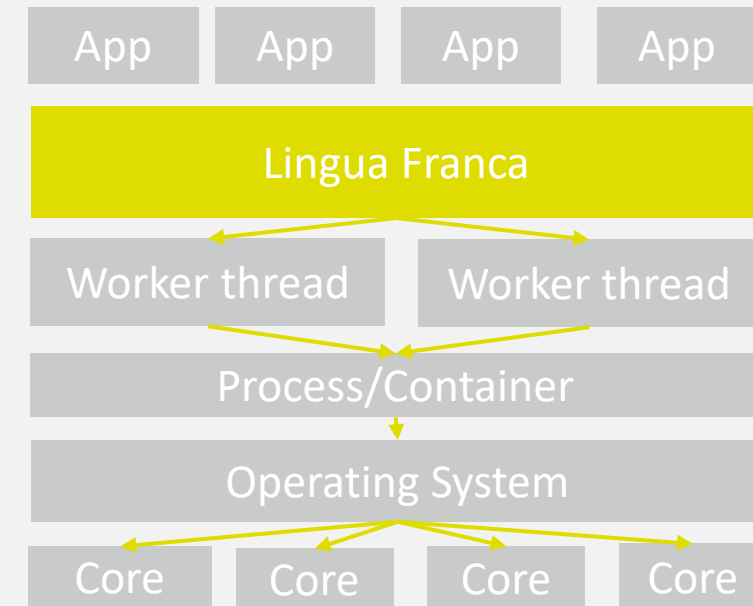 App App App App
Lingua Franca
Worker thread Worker thread
Process/Container
Operating System
Core Core Core Core